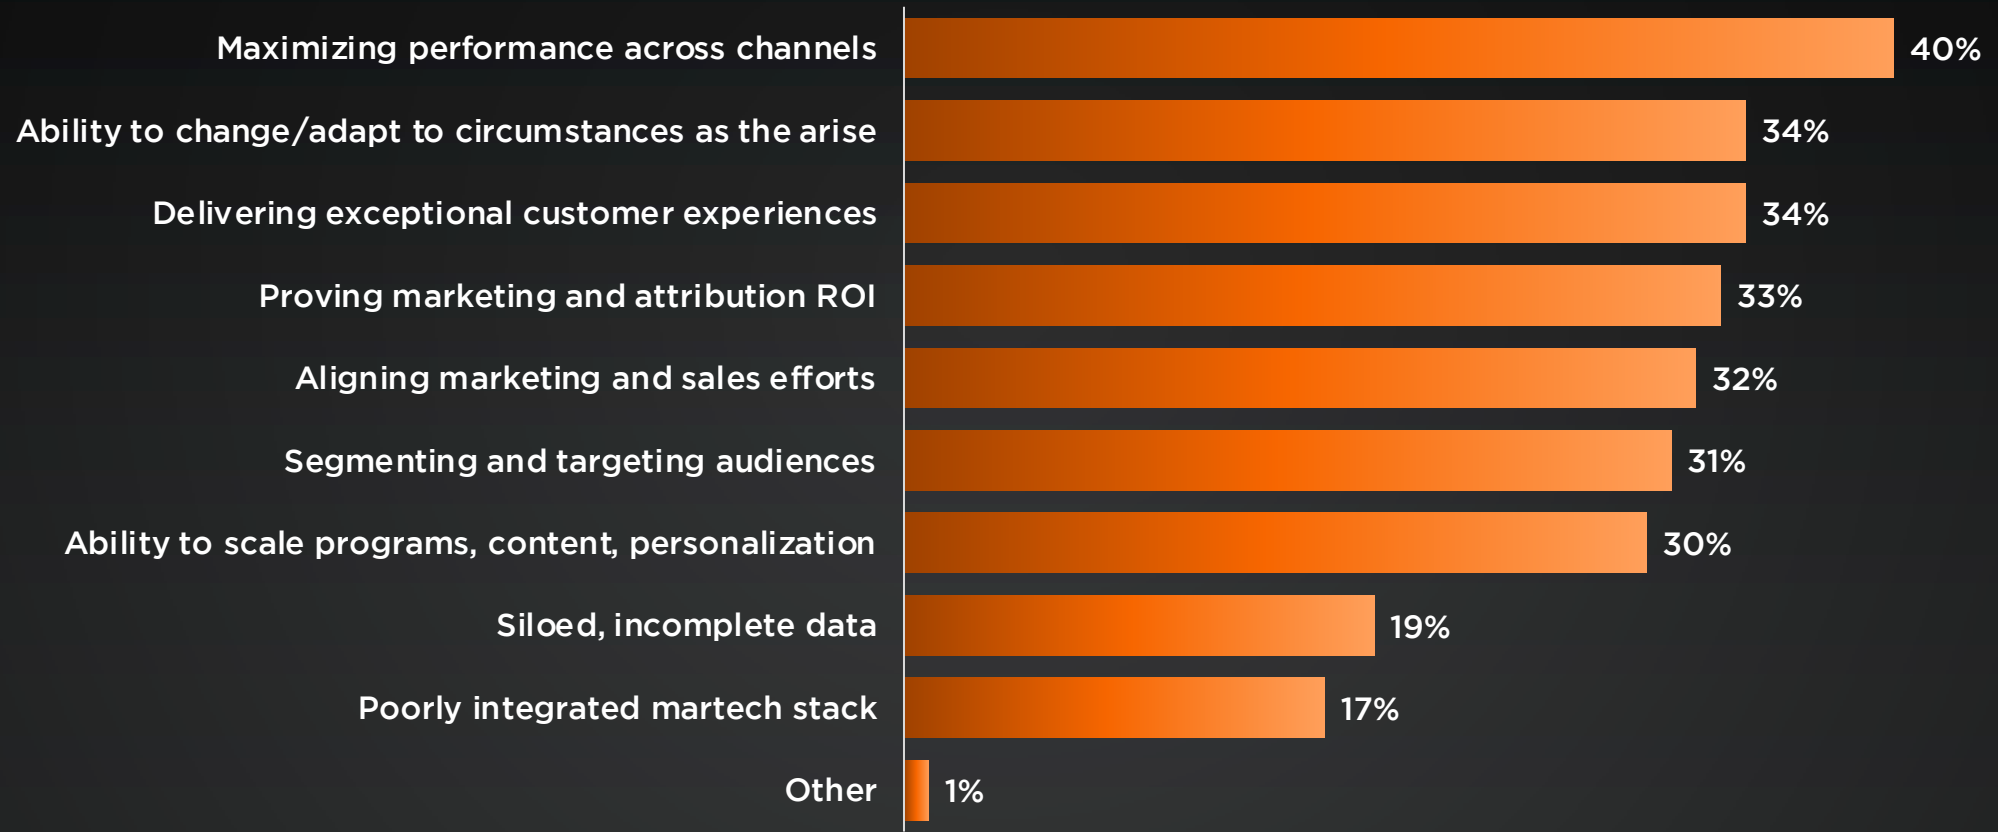 Maximizing performance across channels 40%
Ability to change/adapt to circumstances as the arise 34%
Delivering exceptional customer experiences 34%
Proving marketing and attribution ROI 33%
Aligning marketing and sales efforts 32%
Segmenting and targeting audiences 31%
Ability to scale programs, content, personalization 30%
Siloed, incomplete data 19%
Poorly integrated martech stack 17%
Other 1%